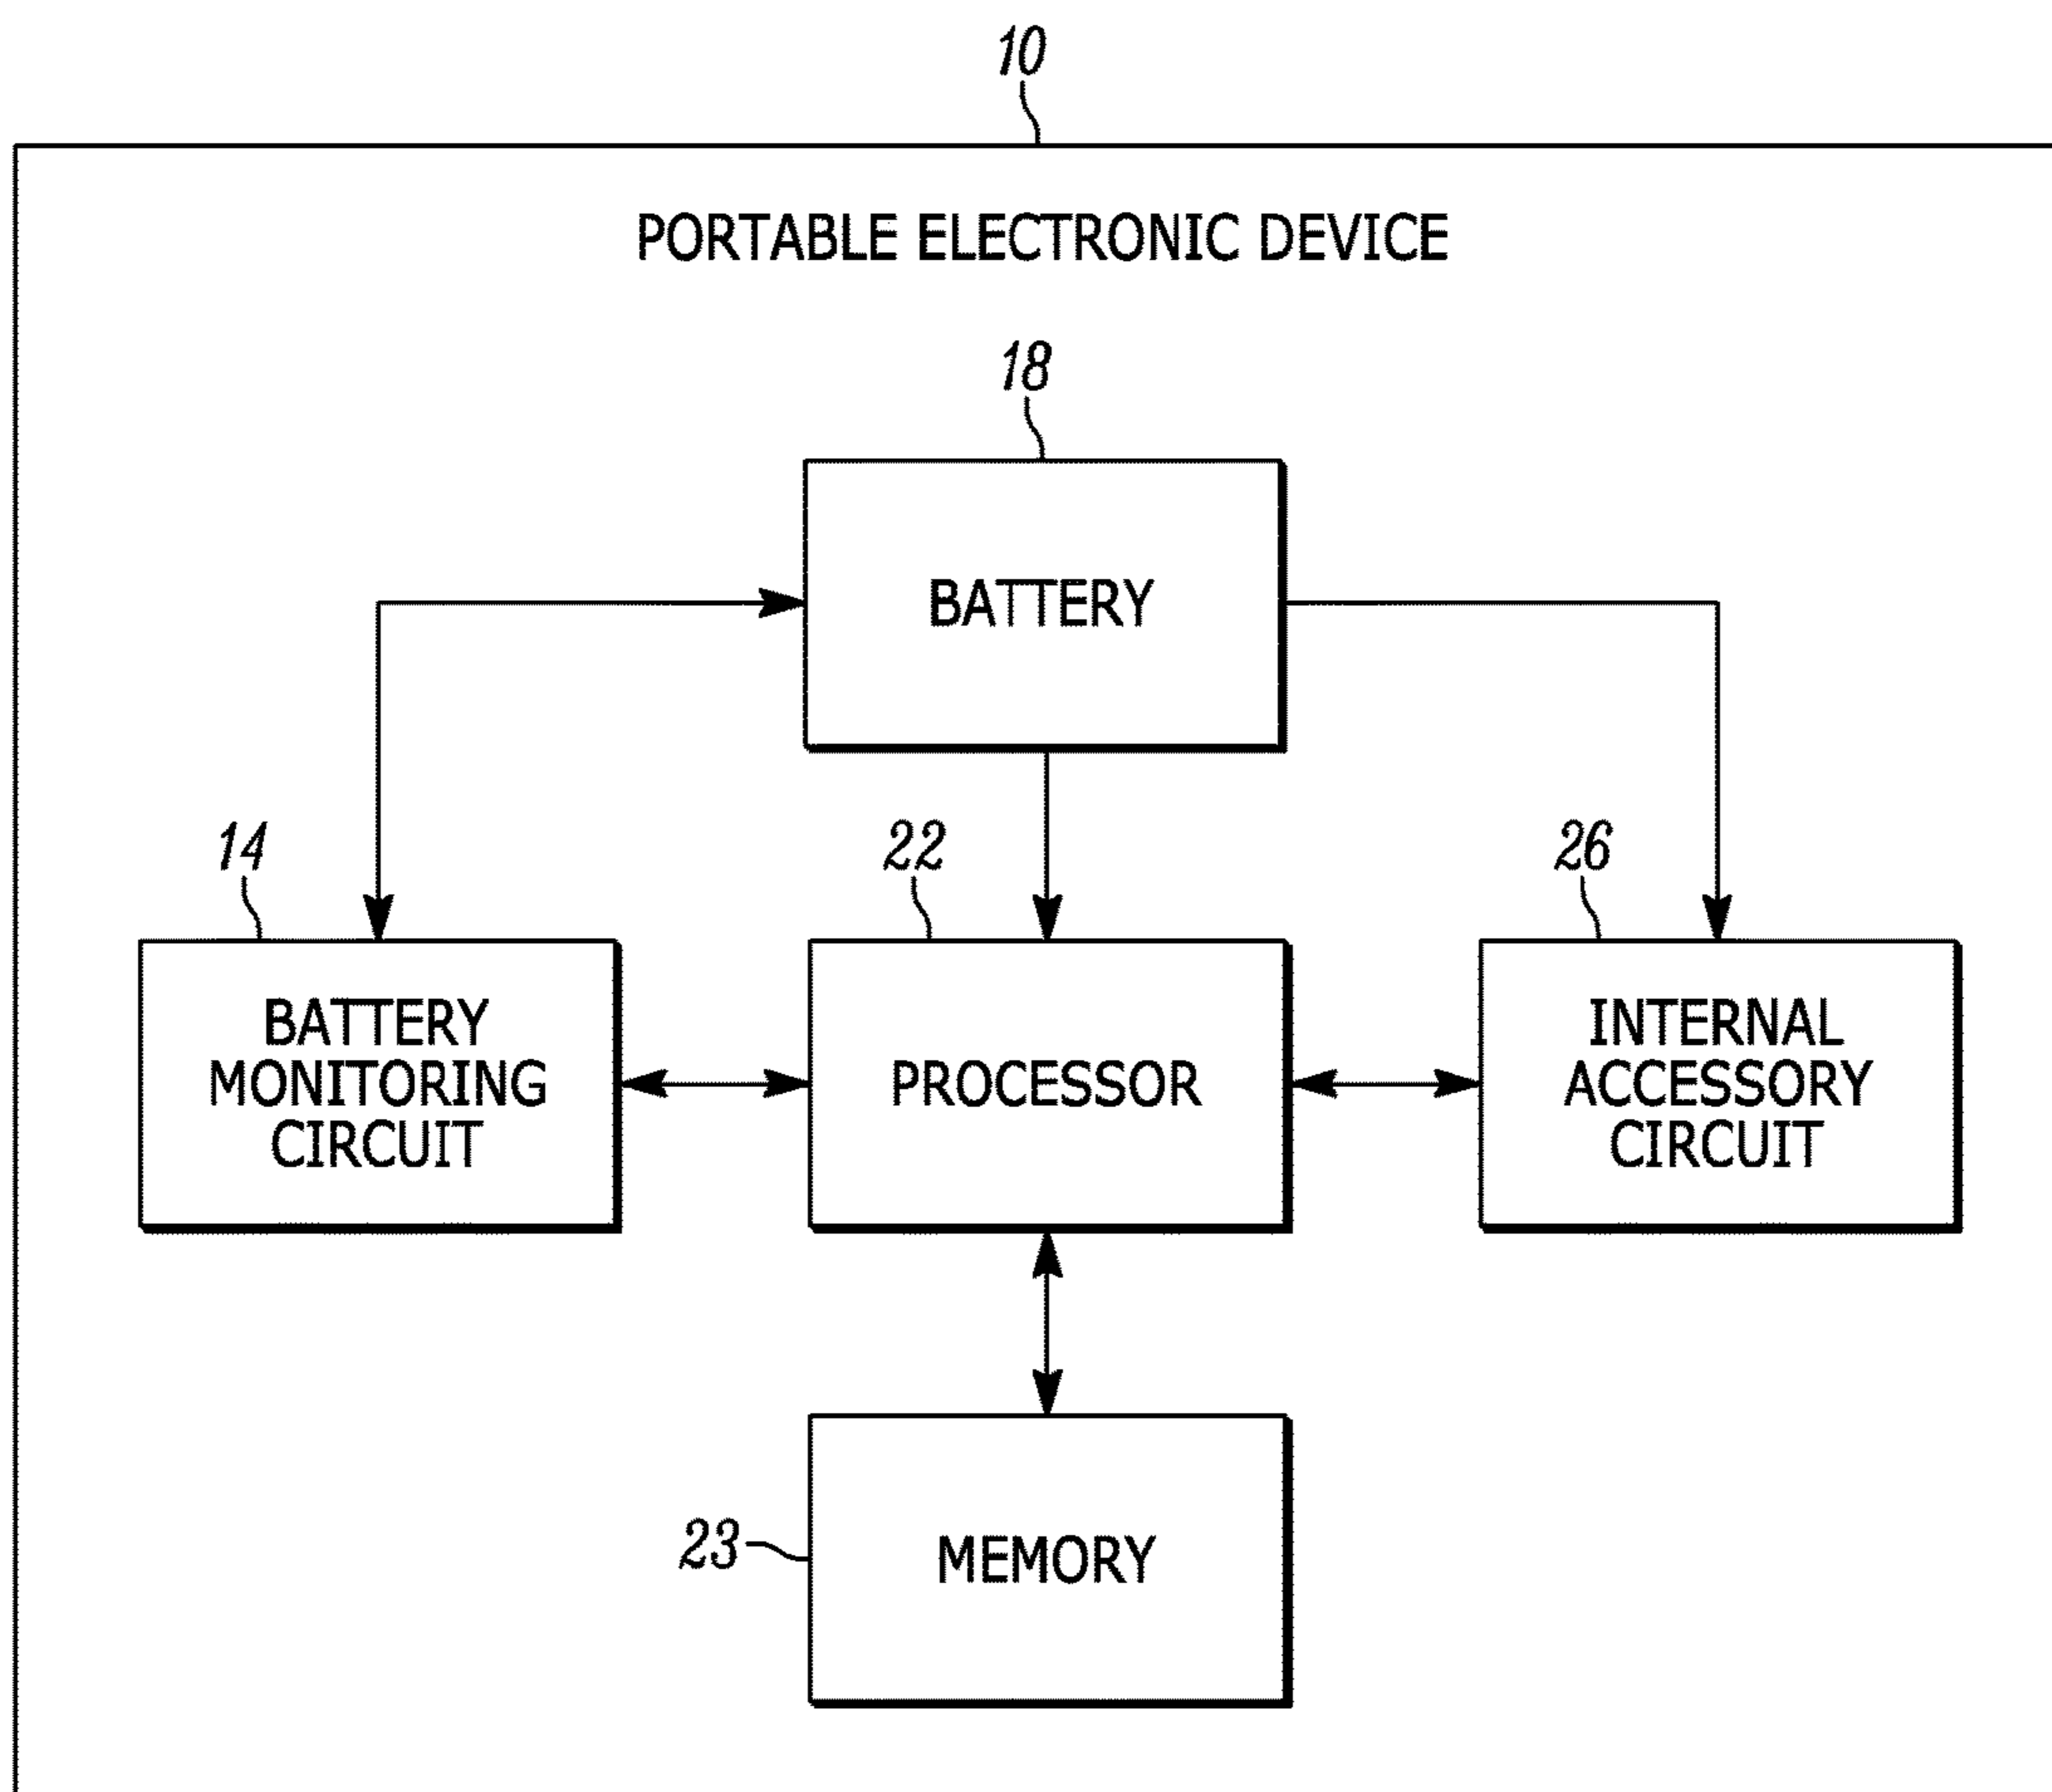 10
PORTABLE ELECTRONIC DEVICE
18
BATTERY
14
22
26
BATTERY
MONITORING
CIRCUIT
PROCESSOR
INTERNAL
ACCESSORY
CIRCUIT
23
MEMORY